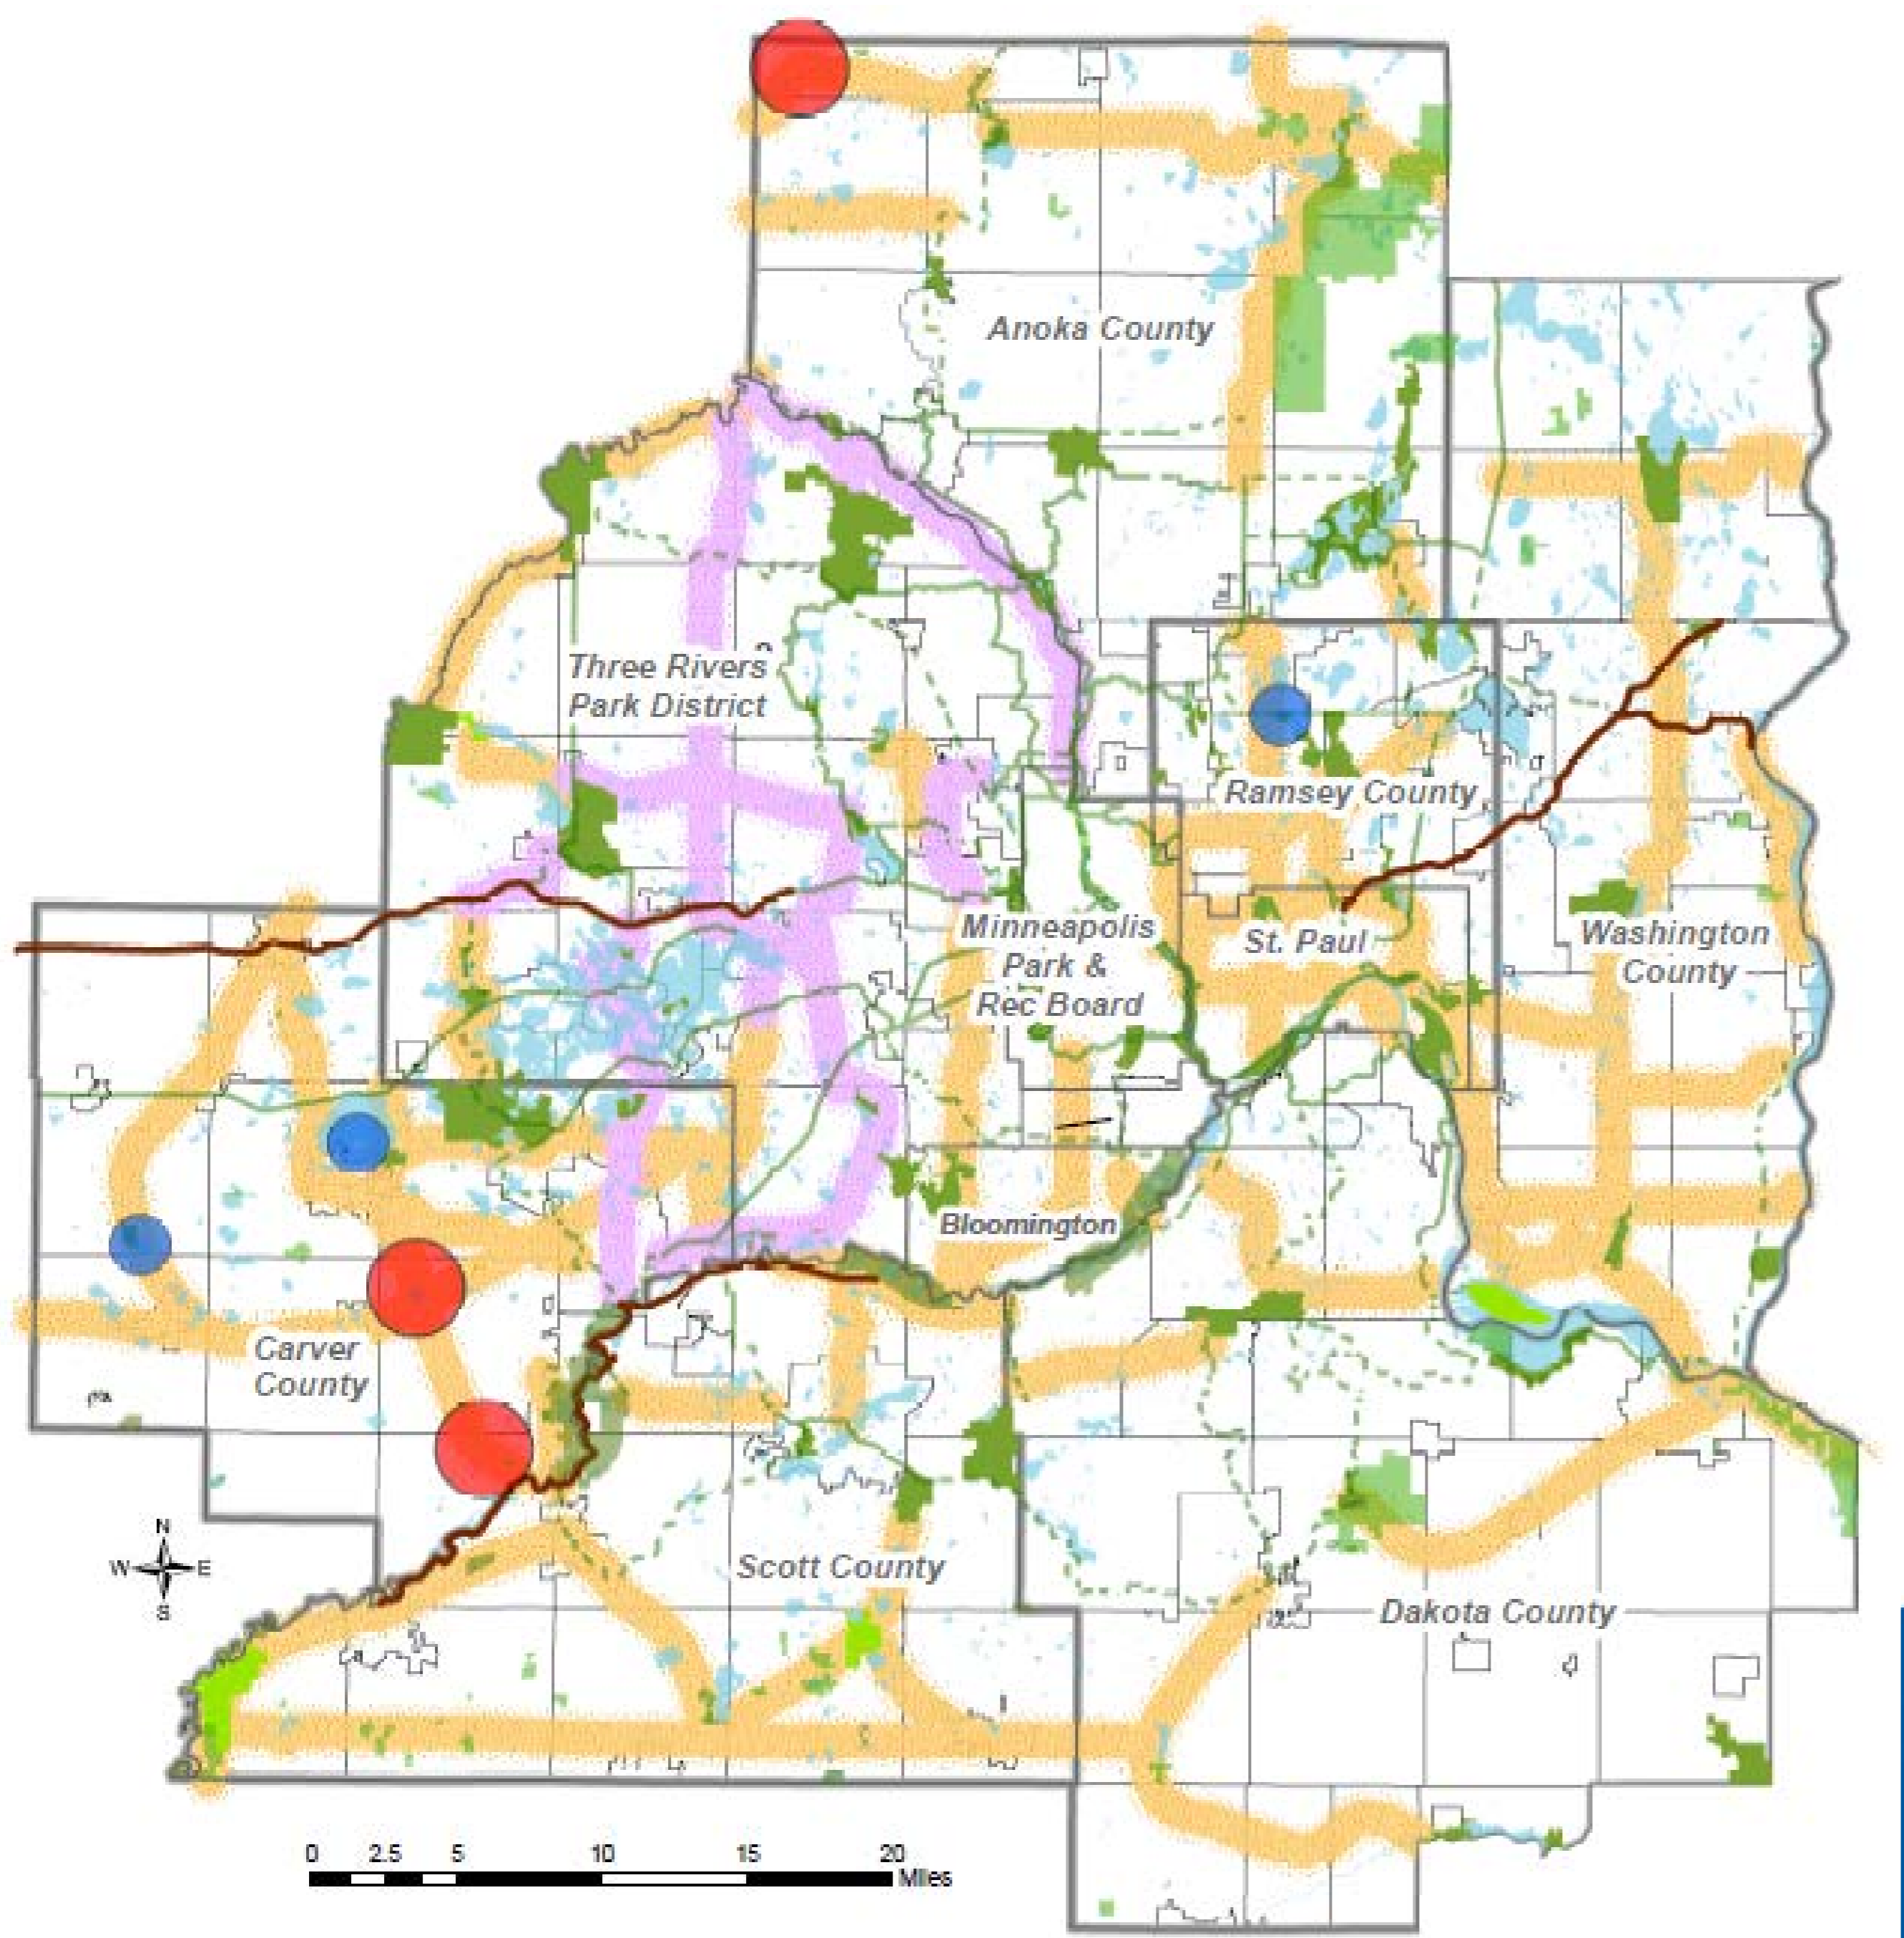 Anoka County
Three Rivers
Park District
Ramsey County
Minneapolis
Park &
Rec Board
St. Paul
Washington
County
Bloomington
Carver
County
N
W E
S
Scott County
Dakota County
0 2.5 5 10 15 20
Miles